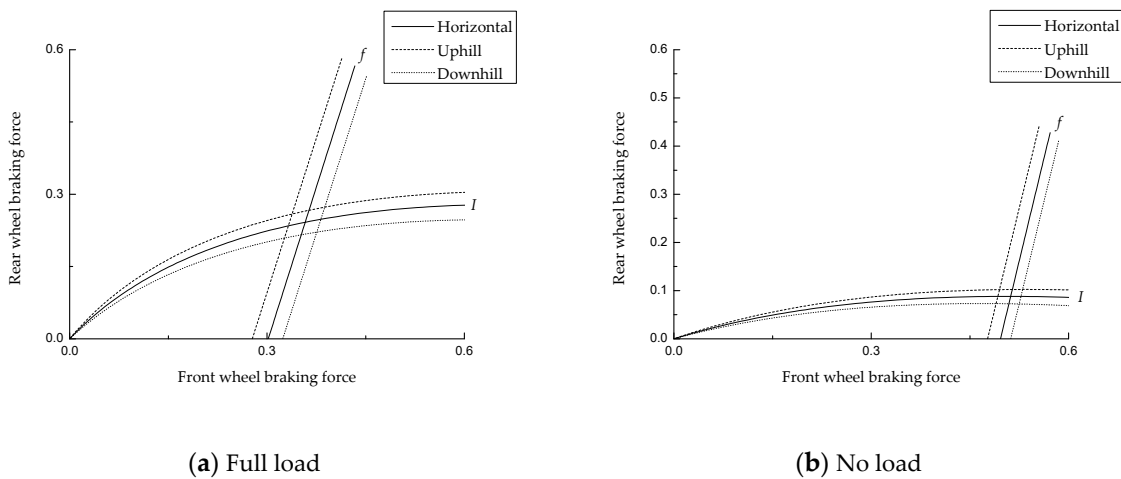 Horizontal
Uphill
Downhill
0.6
0.3
0.0
Rear wheel braking force
f
I
0.0
0.3
0.6
Front wheel braking force
(a) Full load
Horizontal
Uphill
Downhill
0.6
0.5
0.4
0.3
0.2
0.1
0.0
Rear wheel braking force
f
I
0.0
0.3
0.6
Front wheel braking force
(b) No load